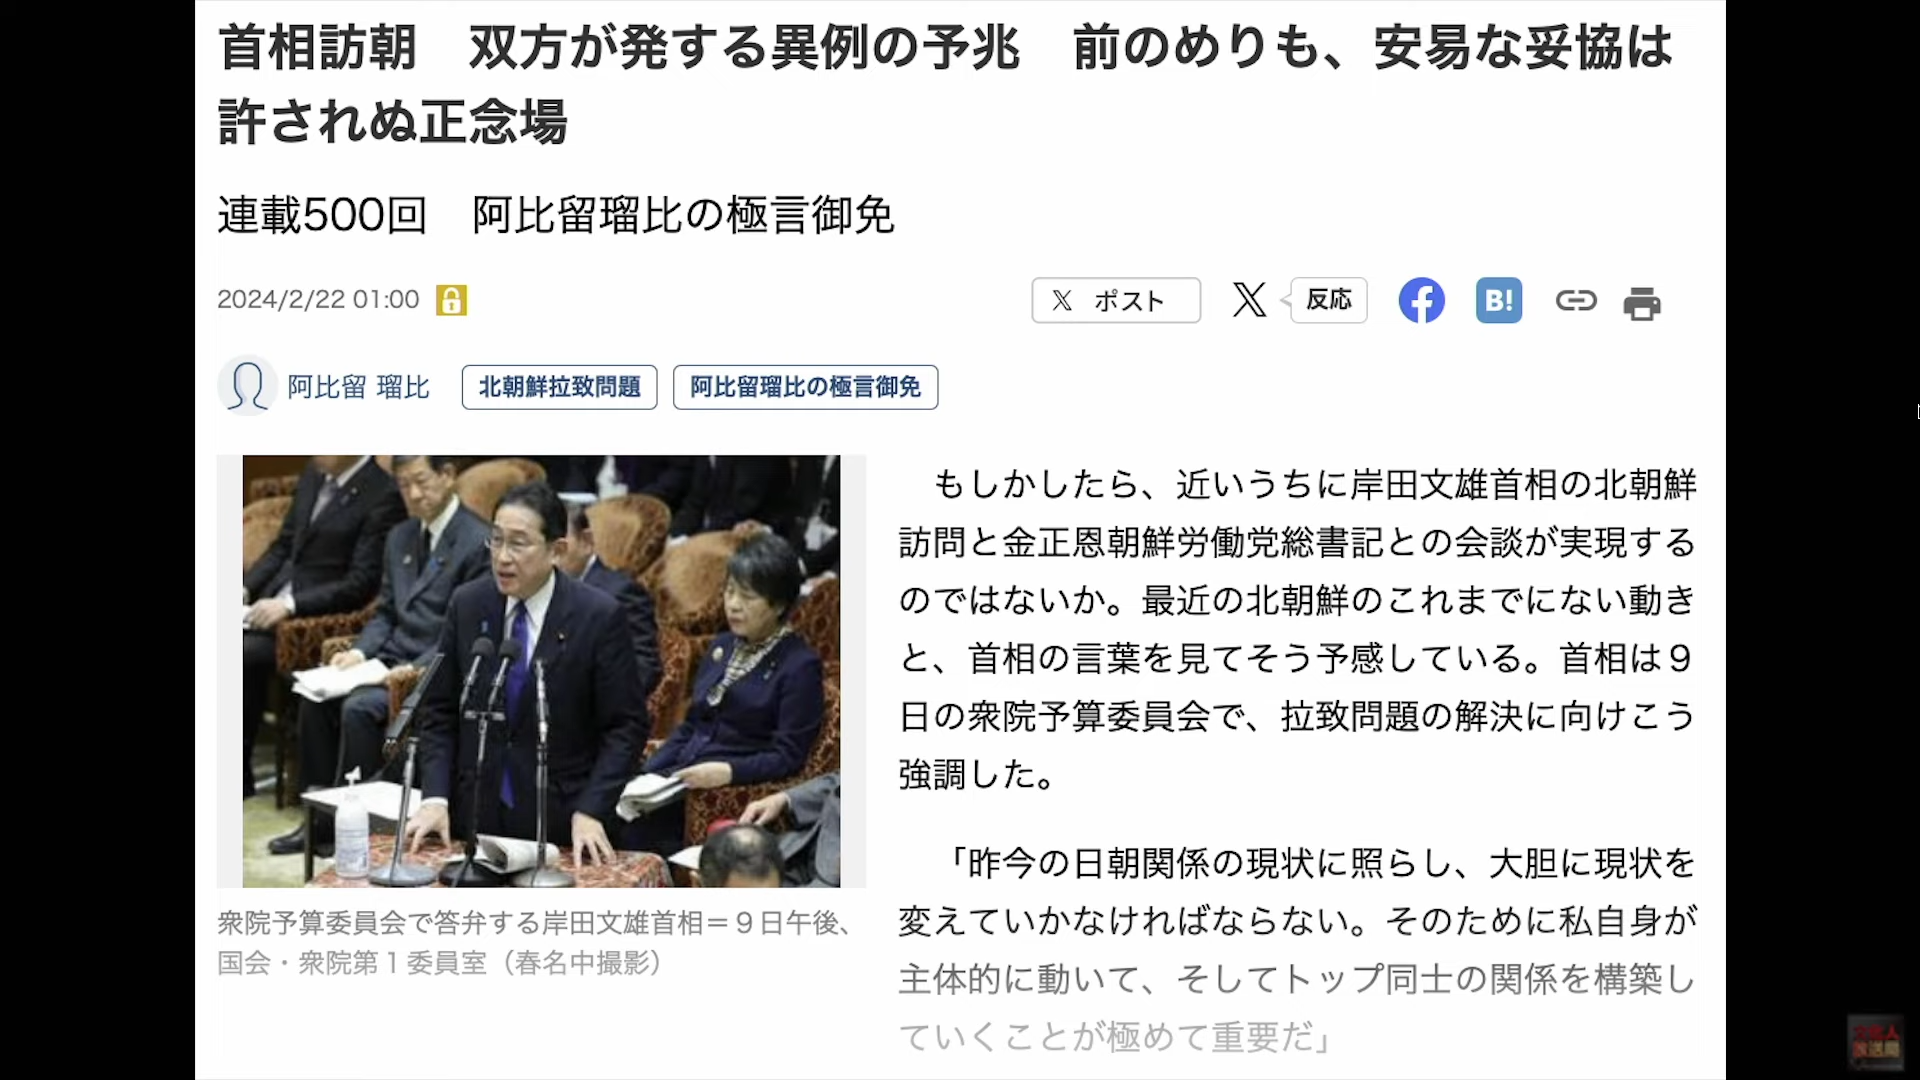 首相訪朝　双方が発する異例の予兆　前のめりも、安易な妥協は
許されぬ正念場
連載500回　阿比留瑠比の極言御免
2024/2/22 01:00
ポスト
反応
B!
阿比留 瑠比
北朝鮮拉致問題
阿比留瑠比の極言御免
もしかしたら、近いうちに岸田文雄首相の北朝鮮
訪問と金正恩朝鮮労働党総書記との会談が実現する
のではないか。最近の北朝鮮のこれまでにない動き
と、首相の言葉を見てそう予感している。首相は９
日の衆院予算委員会で、拉致問題の解決に向けこう
強調した。
「昨今の日朝関係の現状に照らし、大胆に現状を
変えていかなければならない。そのために私自身が
主体的に動いて、そしてトップ同士の関係を構築し
ていくことが極めて重要だ」
衆院予算委員会で答弁する岸田文雄首相＝９日午後、
国会・衆院第１委員室（春名中撮影）